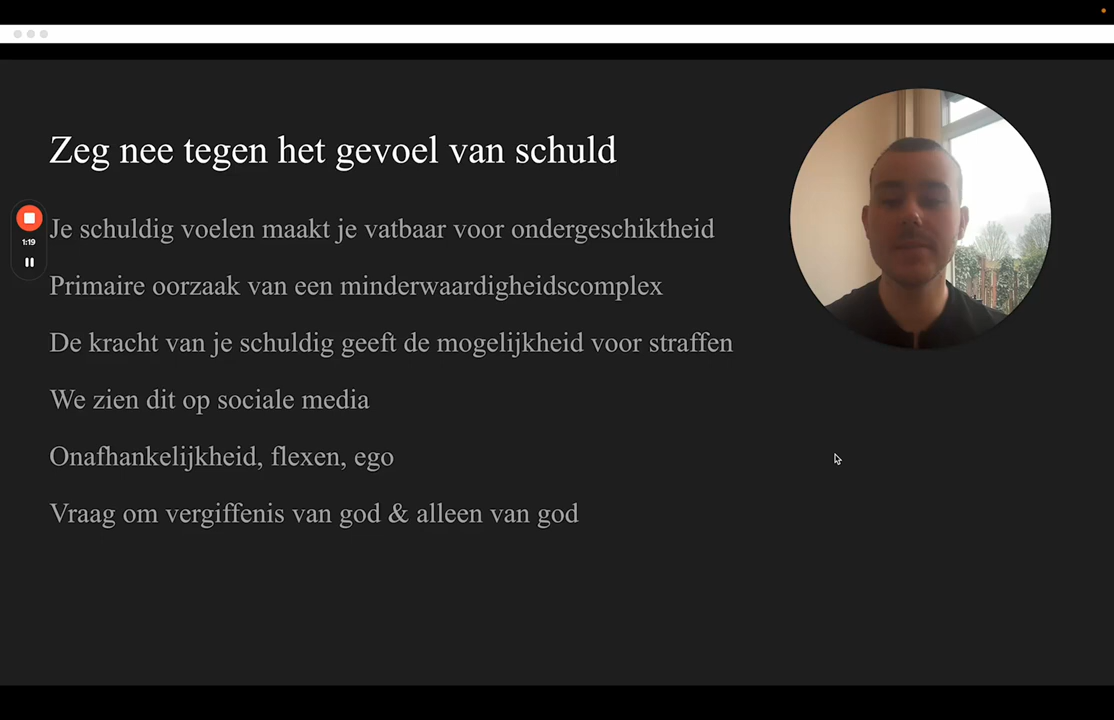 Zeg nee tegen het gevoel van schuld
Je schuldig voelen maakt je vatbaar voor ondergeschiktheid
1:19
Primaire oorzaak van een minderwaardigheidscomplex
De kracht van je schuldig geeft de mogelijkheid voor straffen
We zien dit op sociale media
Onafhankelijkheid, flexen, ego
Vraag om vergiffenis van god & alleen van god